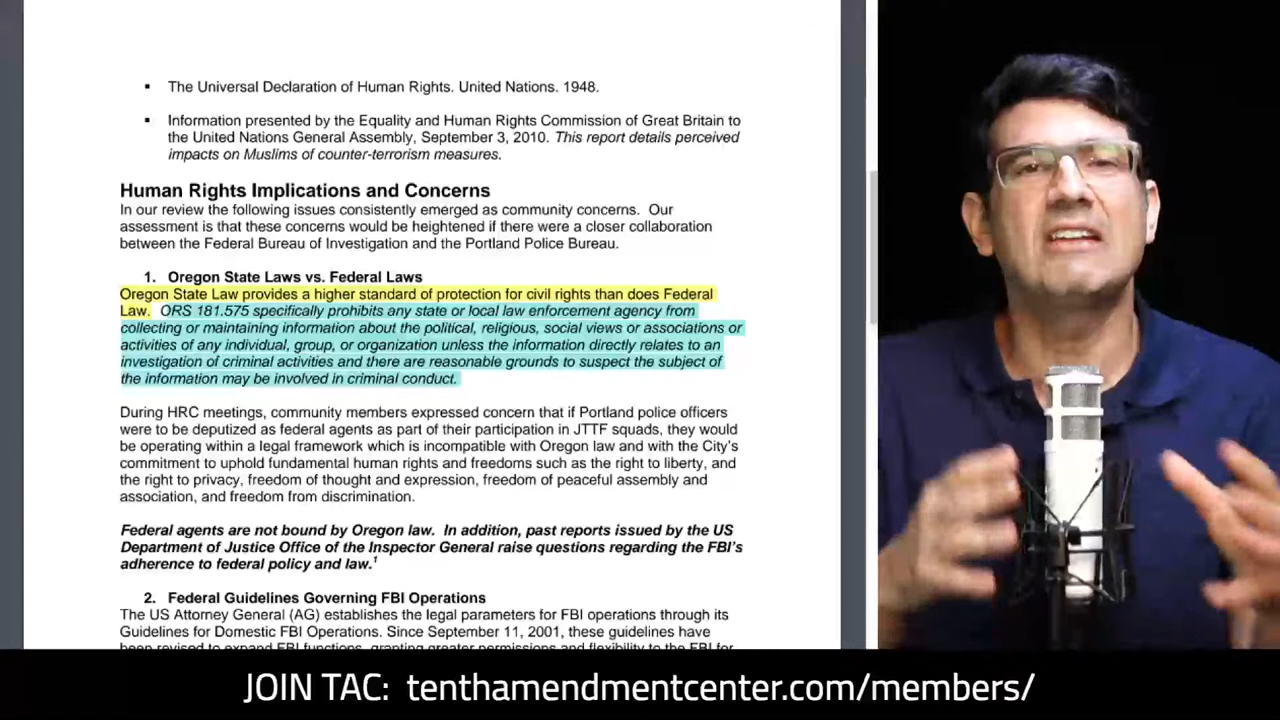 ▪ The Universal Declaration of Human Rights. United Nations. 1948.
▪ Information presented by the Equality and Human Rights Commission of Great Britain to
the United Nations General Assembly, September 3, 2010. This report details perceived
impacts on Muslims of counter-terrorism measures.
Human Rights Implications and Concerns
In our review the following issues consistently emerged as community concerns. Our
assessment is that these concerns would be heightened if there were a closer collaboration
between the Federal Bureau of Investigation and the Portland Police Bureau.
1. Oregon State Laws vs. Federal Laws
Oregon State Law provides a higher standard of protection for civil rights than does Federal
Law. ORS 181.575 specifically prohibits any state or local law enforcement agency from
collecting or maintaining information about the political, religious, social views or associations or
activities of any individual, group, or organization unless the information directly relates to an
investigation of criminal activities and there are reasonable grounds to suspect the subject of
the information may be involved in criminal conduct.
During HRC meetings, community members expressed concern that if Portland police officers
were to be deputized as federal agents as part of their participation in JTTF squads, they would
be operating within a legal framework which is incompatible with Oregon law and with the City's
commitment to uphold fundamental human rights and freedoms such as the right to liberty, and
the right to privacy, freedom of thought and expression, freedom of peaceful assembly and
association, and freedom from discrimination.
Federal agents are not bound by Oregon law. In addition, past reports issued by the US
Department of Justice Office of the Inspector General raise questions regarding the FBI's
adherence to federal policy and law.¹
2. Federal Guidelines Governing FBI Operations
The US Attorney General (AG) establishes the legal parameters for FBI operations through its
Guidelines for Domestic FBI Operations. Since September 11, 2001, these guidelines have
been revised to expand FBI functions, granting greater permissions and flexibility to the FBI for
JOIN TAC: tenthamendmentcenter.com/members/